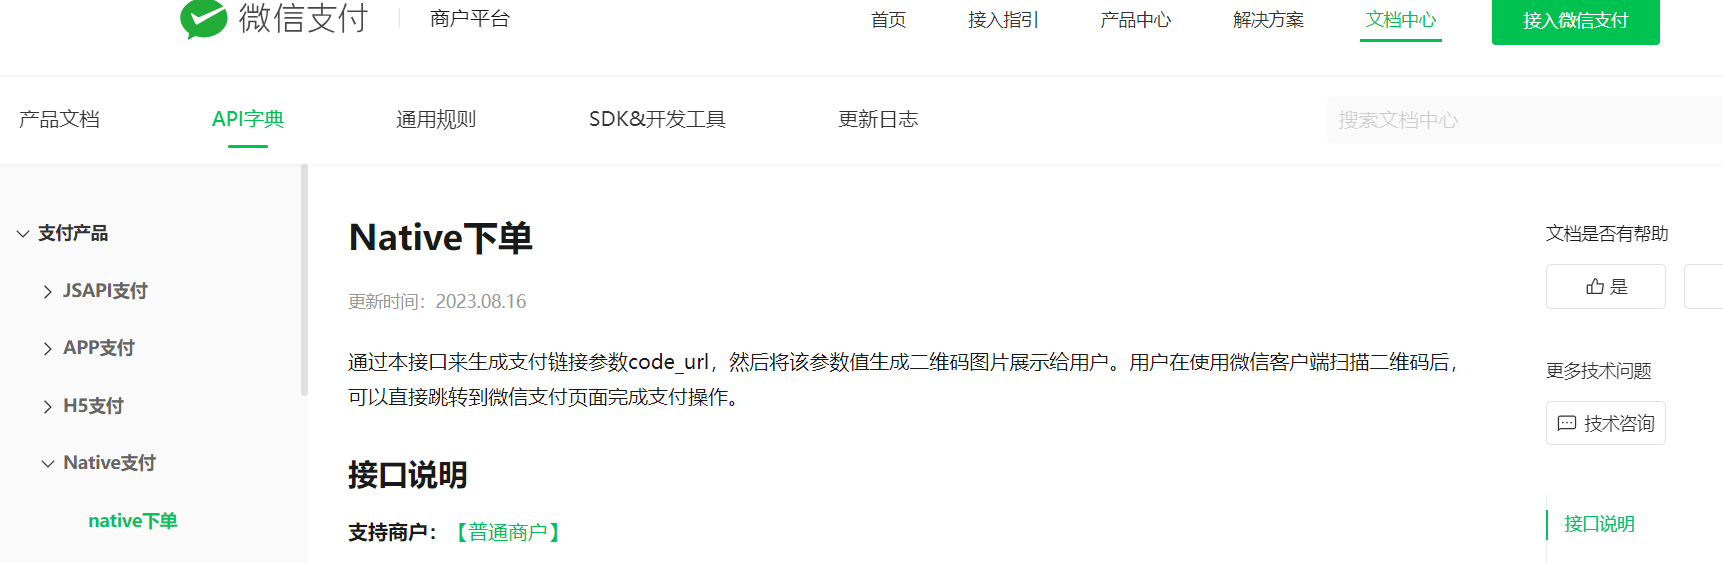 微信支付
商户平台
首页
接入指引
产品中心
解决方案
文档中心
接入微信支付
产品文档
API字典
通用规则
SDK&开发工具
更新日志
搜索文档中心
支付产品
JSAPI支付
APP支付
H5支付
Native支付
native下单
Native下单
更新时间：2023.08.16
通过本接口来生成支付链接参数code_url，然后将该参数值生成二维码图片展示给用户。用户在使用微信客户端扫描二维码后，
可以直接跳转到微信支付页面完成支付操作。
接口说明
支持商户：【普通商户】
文档是否有帮助
是
更多技术问题
技术咨询
接口说明